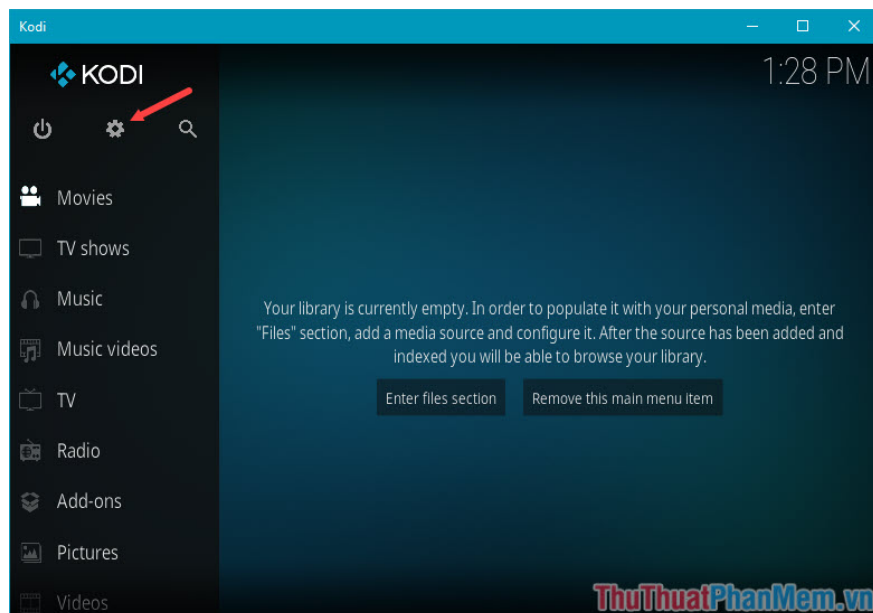 Kodi
KODI
1:28 PM
Movies
TV shows
Music
Music videos
TV
Radio
Add-ons
Pictures
Videos
Your library is currently empty. In order to populate it with your personal media, enter
"Files" section, add a media source and configure it. After the source has been added and
indexed you will be able to browse your library.
Enter files section
Remove this main menu item
ThuThuatPhanMem.vn